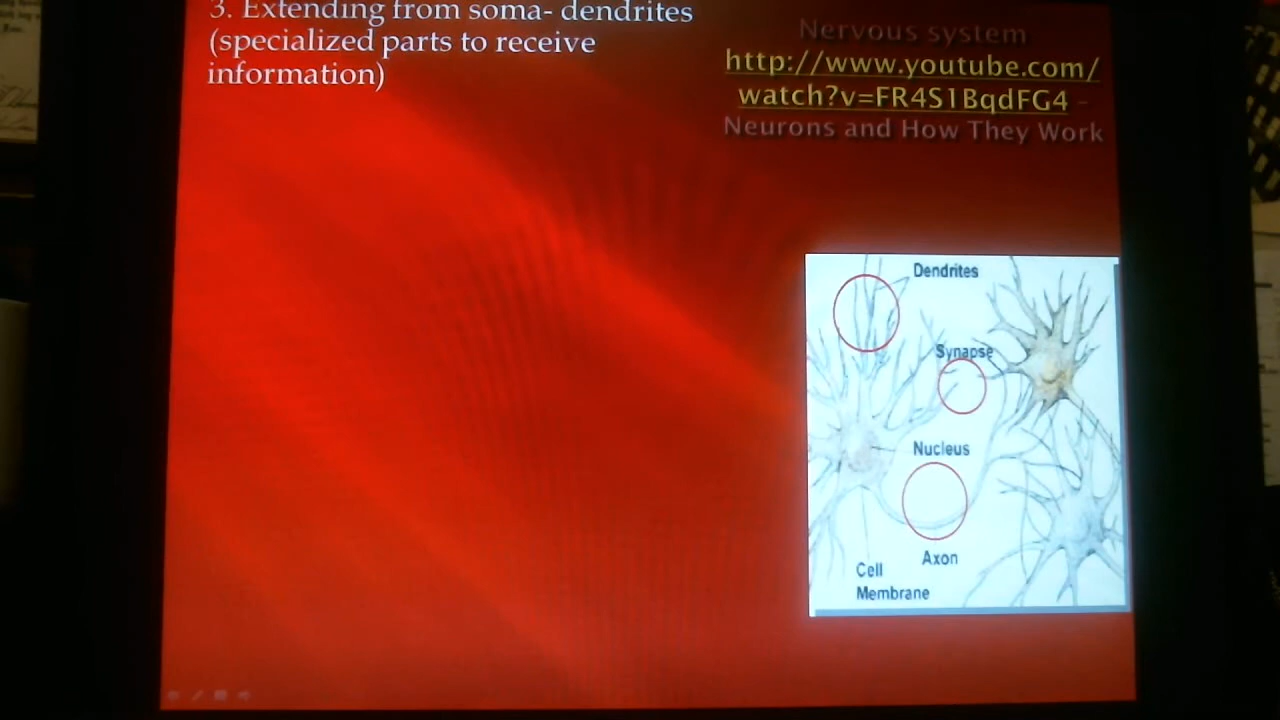 3. Extending from soma- dendrites
(specialized parts to receive
information)
Nervous system
http://www.youtube.com/
watch?v=FR4S1BqdFG4 -
Neurons and How They Work
Dendrites
Synapse
Nucleus
Axon
Cell
Membrane